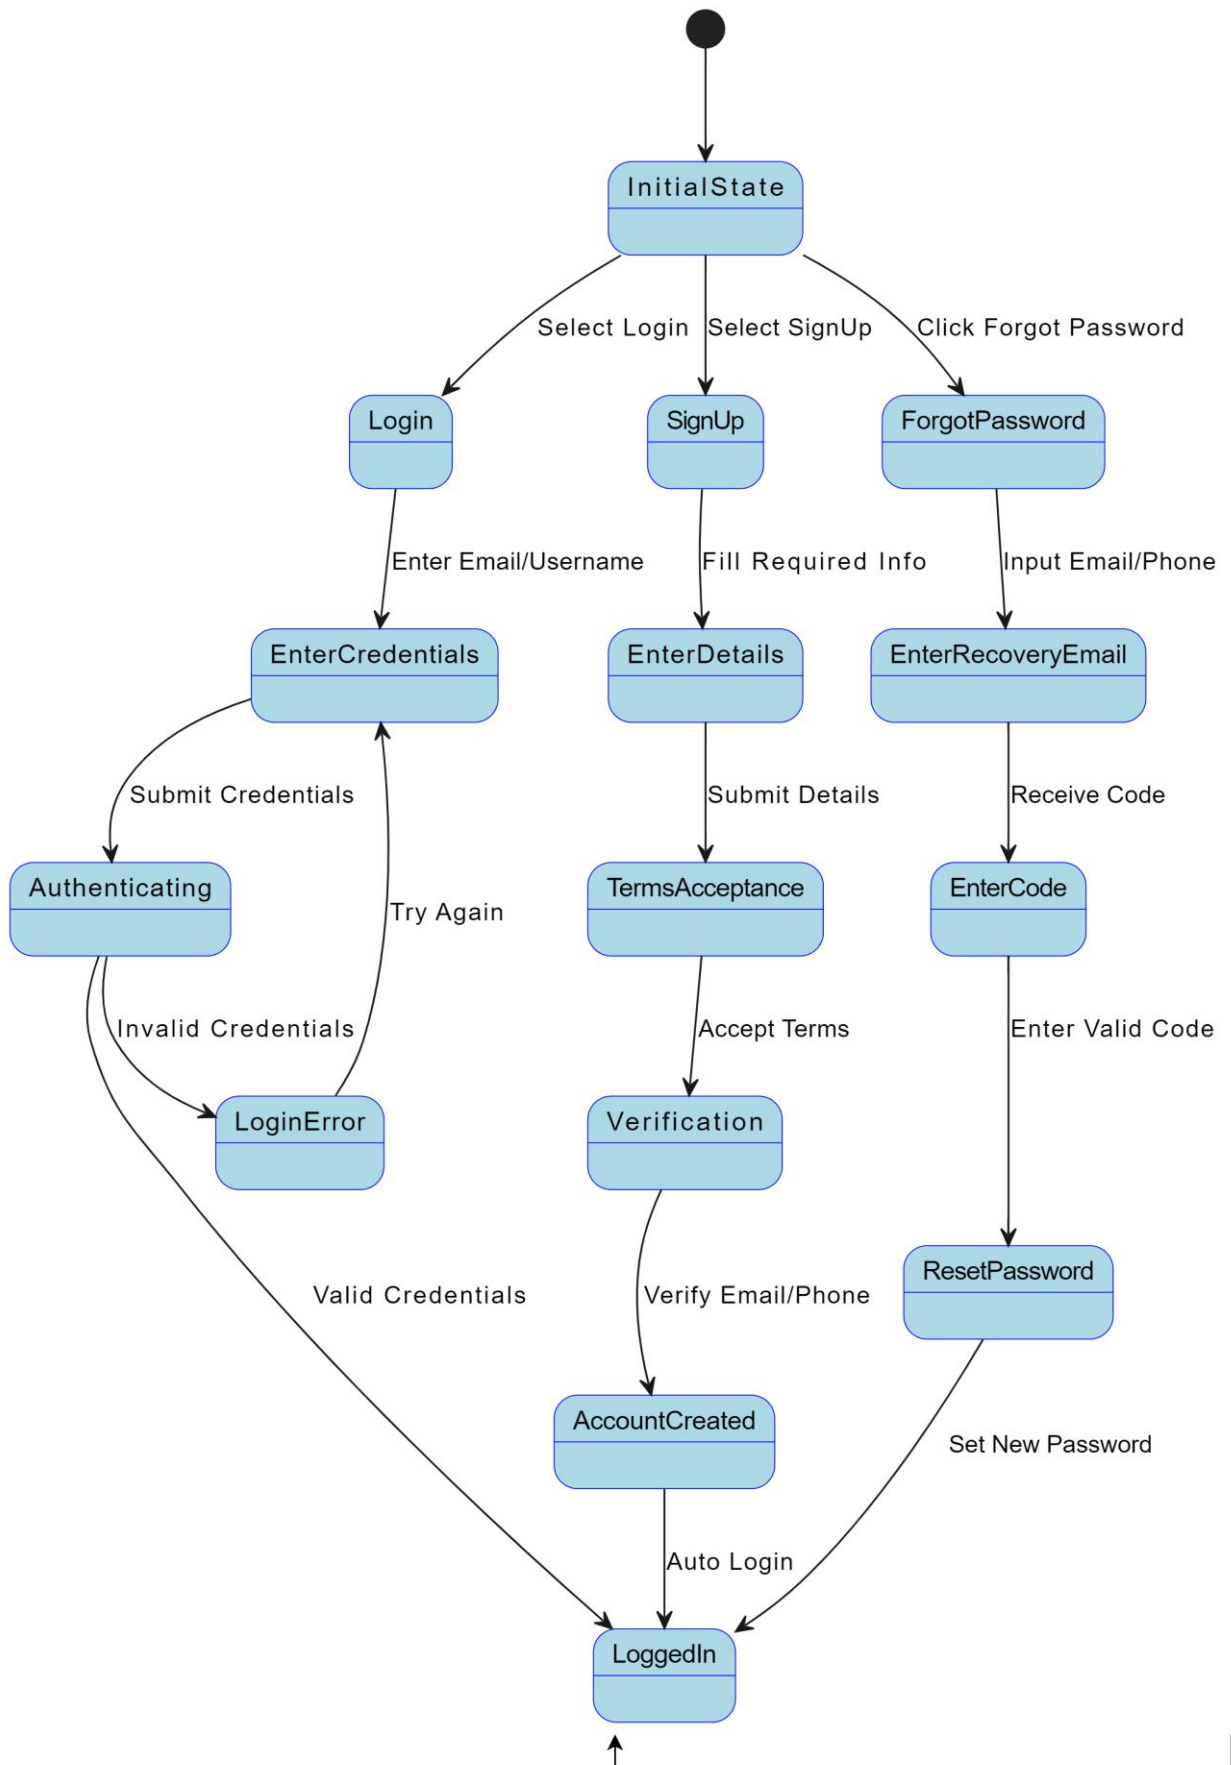 InitialState
Select Login
Select SignUp
Click Forgot Password
Login
SignUp
ForgotPassword
Enter Email/Username
Fill Required Info
Input Email/Phone
EnterCredentials
EnterDetails
EnterRecoveryEmail
Submit Credentials
Submit Details
Receive Code
Authenticating
TermsAcceptance
EnterCode
Try Again
Invalid Credentials
Accept Terms
Enter Valid Code
LoginError
Verification
ResetPassword
Valid Credentials
Verify Email/Phone
AccountCreated
Set New Password
Auto Login
LoggedIn